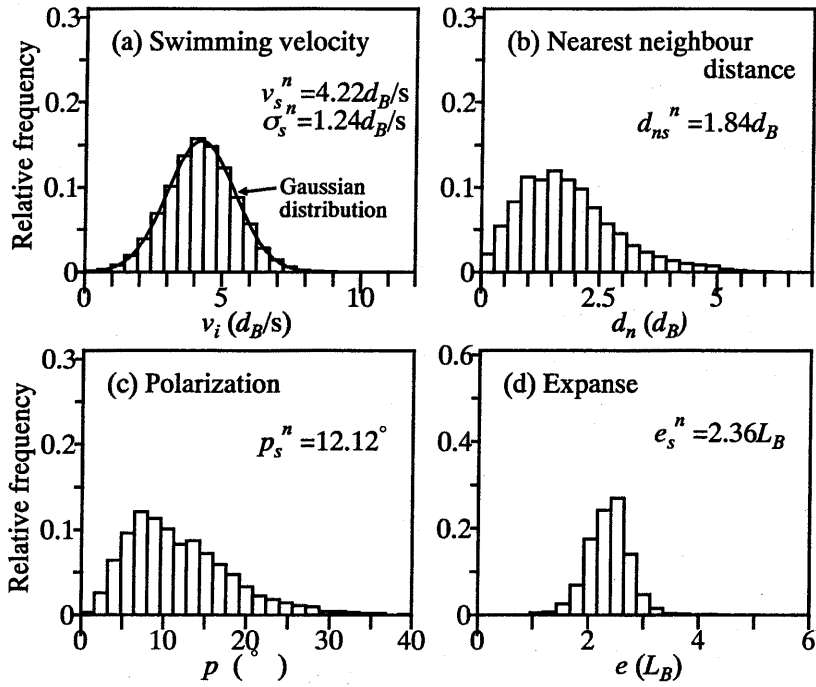 0.3
(a) Swimming velocity
v_s^n =4.22d_B/s
σ_s^n =1.24d_B/s
0.2
Gaussian
distribution
0.1
0
Relative frequency
0 5 10
v_i (d_B/s)
0.3
(b) Nearest neighbour
distance
d_ns^n =1.84d_B
0.2
0.1
0
0 2.5 5
d_n (d_B)
0.3
(c) Polarization
p_s^n =12.12°
0.2
0.1
0
Relative frequency
0 10 20 30 40
p (°)
0.6
(d) Expanse
e_s^n =2.36L_B
0.4
0.2
0
0 2 4 6
e (L_B)